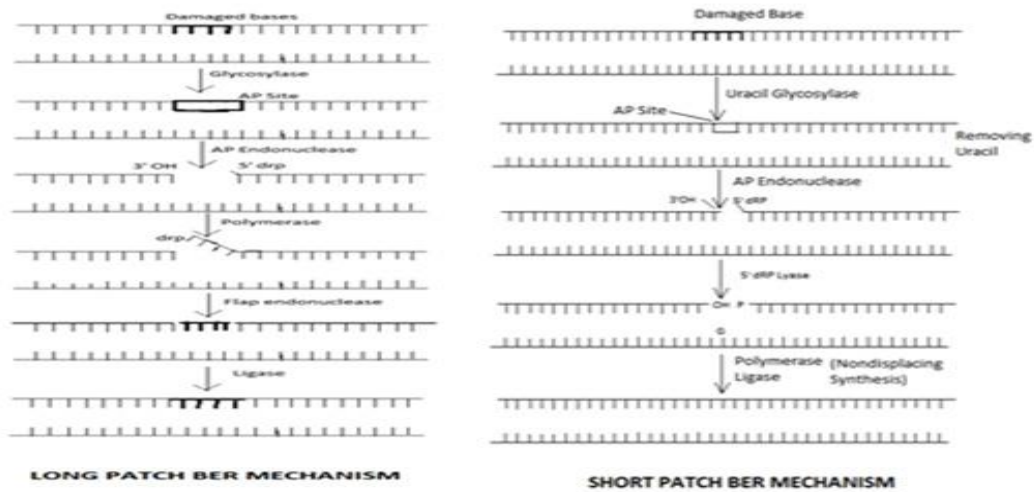 Damaged bases
Glycosylase
AP Site
AP Endonuclease
3' OH
5' drp
Polymerase
drp
Flap endonuclease
Ligase
LONG PATCH BER MECHANISM
Damaged Base
Uracil Glycosylase
AP Site
Removing
Uracil
AP Endonuclease
3'OH
5'dRP
5'dRP Lyase
OH P
G
Polymerase (Nondisplacing
Ligase Synthesis)
SHORT PATCH BER MECHANISM